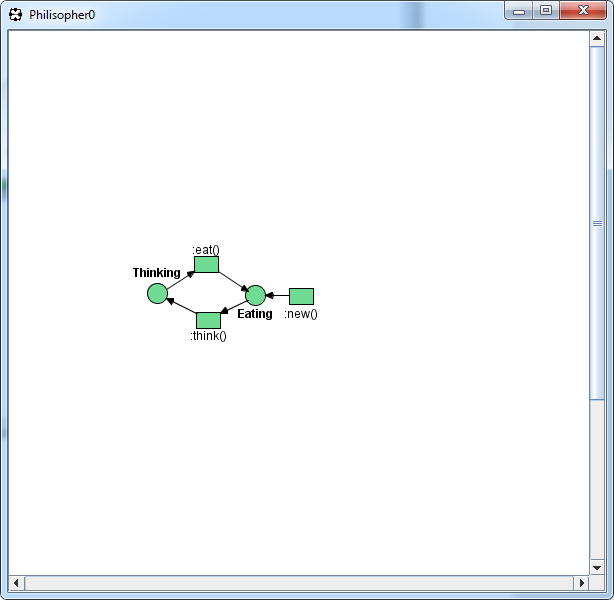 Philisopher0
:eat()
Thinking
Eating
:new()
:think()